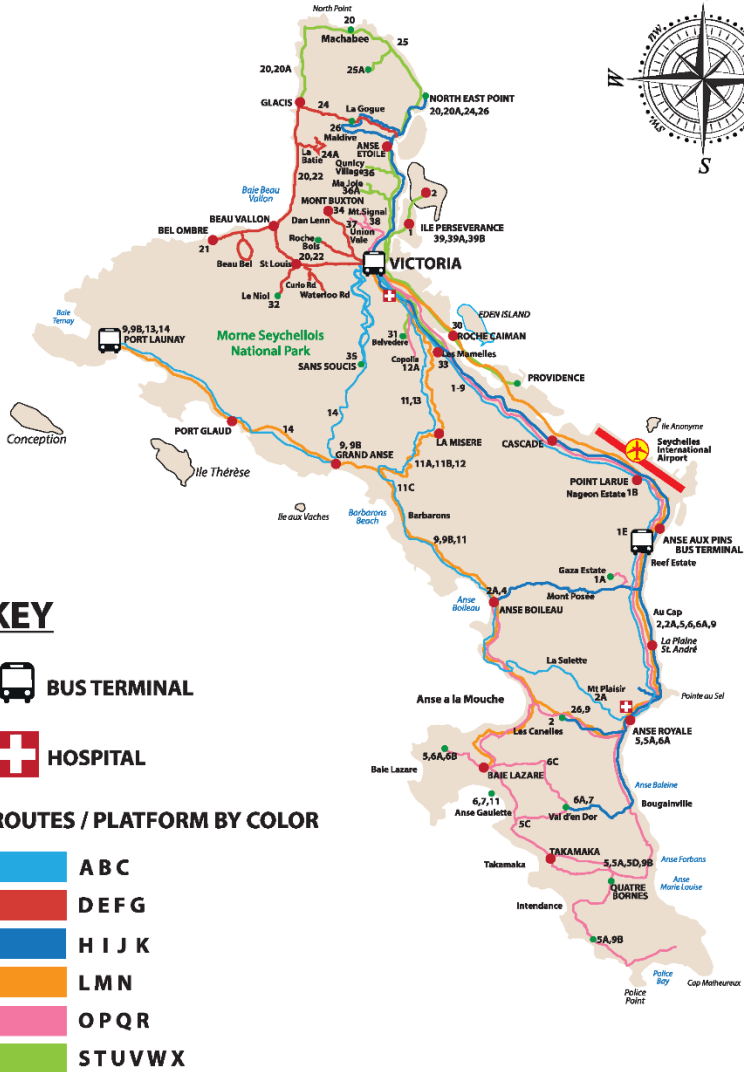 North Point
20
Machabee
25
20,20A
25A
GLACIS
24
La Gogue
NORTH EAST POINT
20,20A,24,26
26
Maldive
ANSE
ETOILE
La
Batie
24A
Quncy
Village
36
Ma Joie
36A
20,22
MONT BUXTON
34
Mt.Signal
38
2
Baie Beau
Vallon
BEAU VALLON
Dan Lenn
37
Union
Vale
1
ILE PERSEVERANCE
39,39A,39B
BEL OMBRE
21
Roche
Bois
Beau Bel
St Louis
20,22
VICTORIA
Curio Rd
Waterloo Rd
Le Niol
32
Baie
Ternay
9,9B,13,14
PORT LAUNAY
Morne Seychellois
National Park
EDEN ISLAND
30
ROCHE CAIMAN
31
Belvedere
Les Mamelles
33
Copolia
12A
35
SANS SOUCIS
PROVIDENCE
1-9
11,13
14
Conception
PORT GLAUD
14
Ile Thérèse
9, 9B
GRAND ANSE
LA MISERE
11A,11B,12
CASCADE
Ile Anonyme
Seychelles
International
Airport
11C
POINT LARUE
Nageon Estate
1B
Ile aux Vaches
Barbarons
Beach
Barbarons
9,9B,11
1E
ANSE AUX PINS
BUS TERMINAL
Reef Estate
Gaza Estate
1A
Mont Posée
2A,4
Anse
Boileau
ANSE BOILEAU
Au Cap
2,2A,5,6,6A,9
La Plaine
St. André
La Salette
Mt Plaisir
2A
Pointe au Sel
Anse a la Mouche
26,9
2
Les Canelles
ANSE ROYALE
5,5A,6A
5,6A,6B
Baie Lazare
BAIE LAZARE
6C
6,7,11
Anse Gaulette
6A,7
Val d'en Dor
Anse Baleine
Bougainville
5C
TAKAMAKA
Takamaka
5,5A,5D,9B
Anse Forbans
QUATRE
BORNES
Anse
Marie Louise
Intendance
5A,9B
Police
Bay
Cap Matheureux
Police
Point
W
NW
SW
S
KEY
BUS TERMINAL
HOSPITAL
ROUTES / PLATFORM BY COLOR
A B C
D E F G
H I J K
L M N
O P Q R
S T U V W X